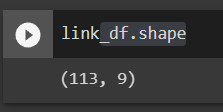 link_df.shape
(113, 9)